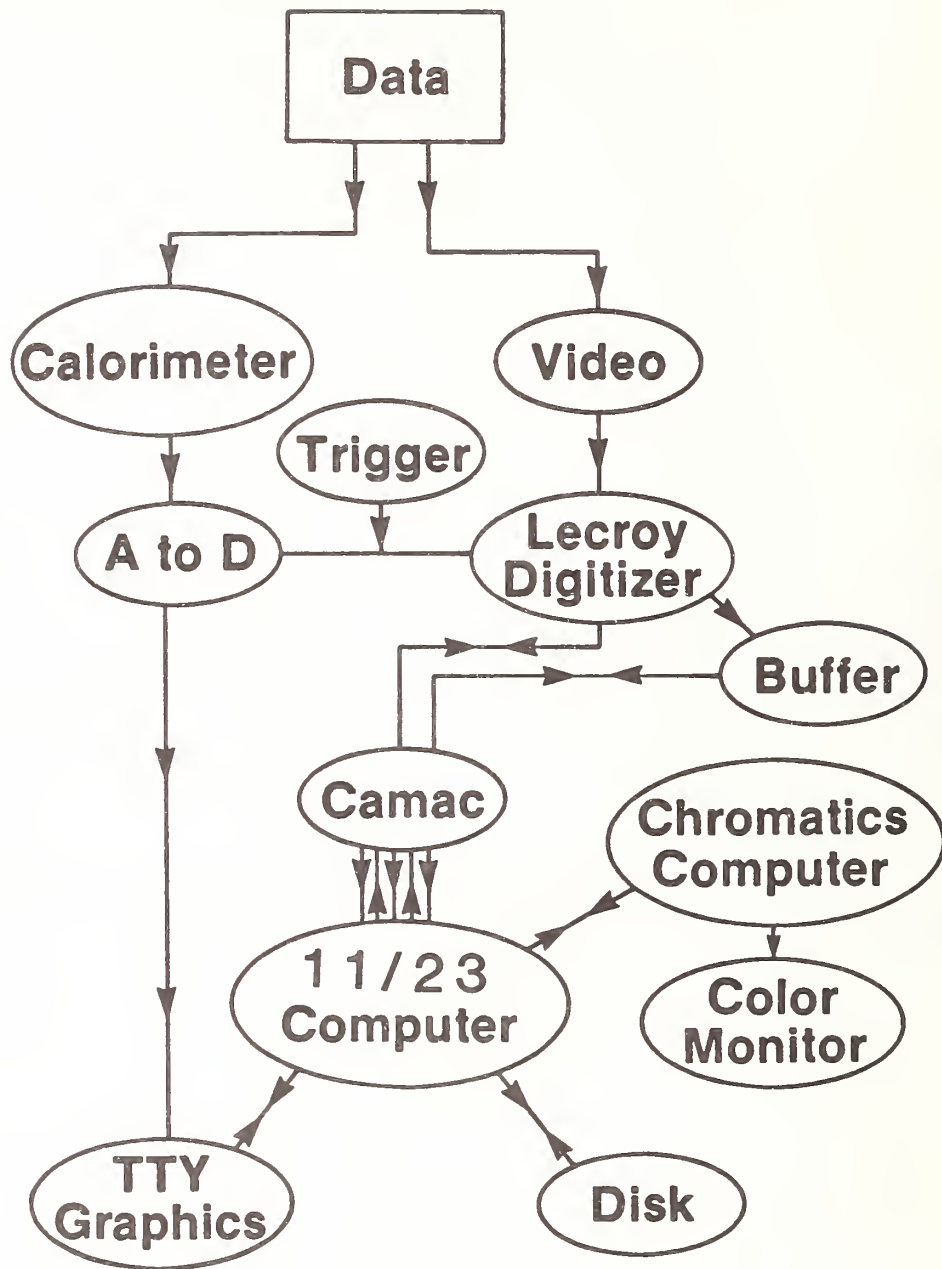 Data
Calorimeter
Video
Trigger
A to D
Lecroy
Digitizer
Buffer
Camac
Chromatics
Computer
11/23
Computer
Color
Monitor
TTY
Graphics
Disk